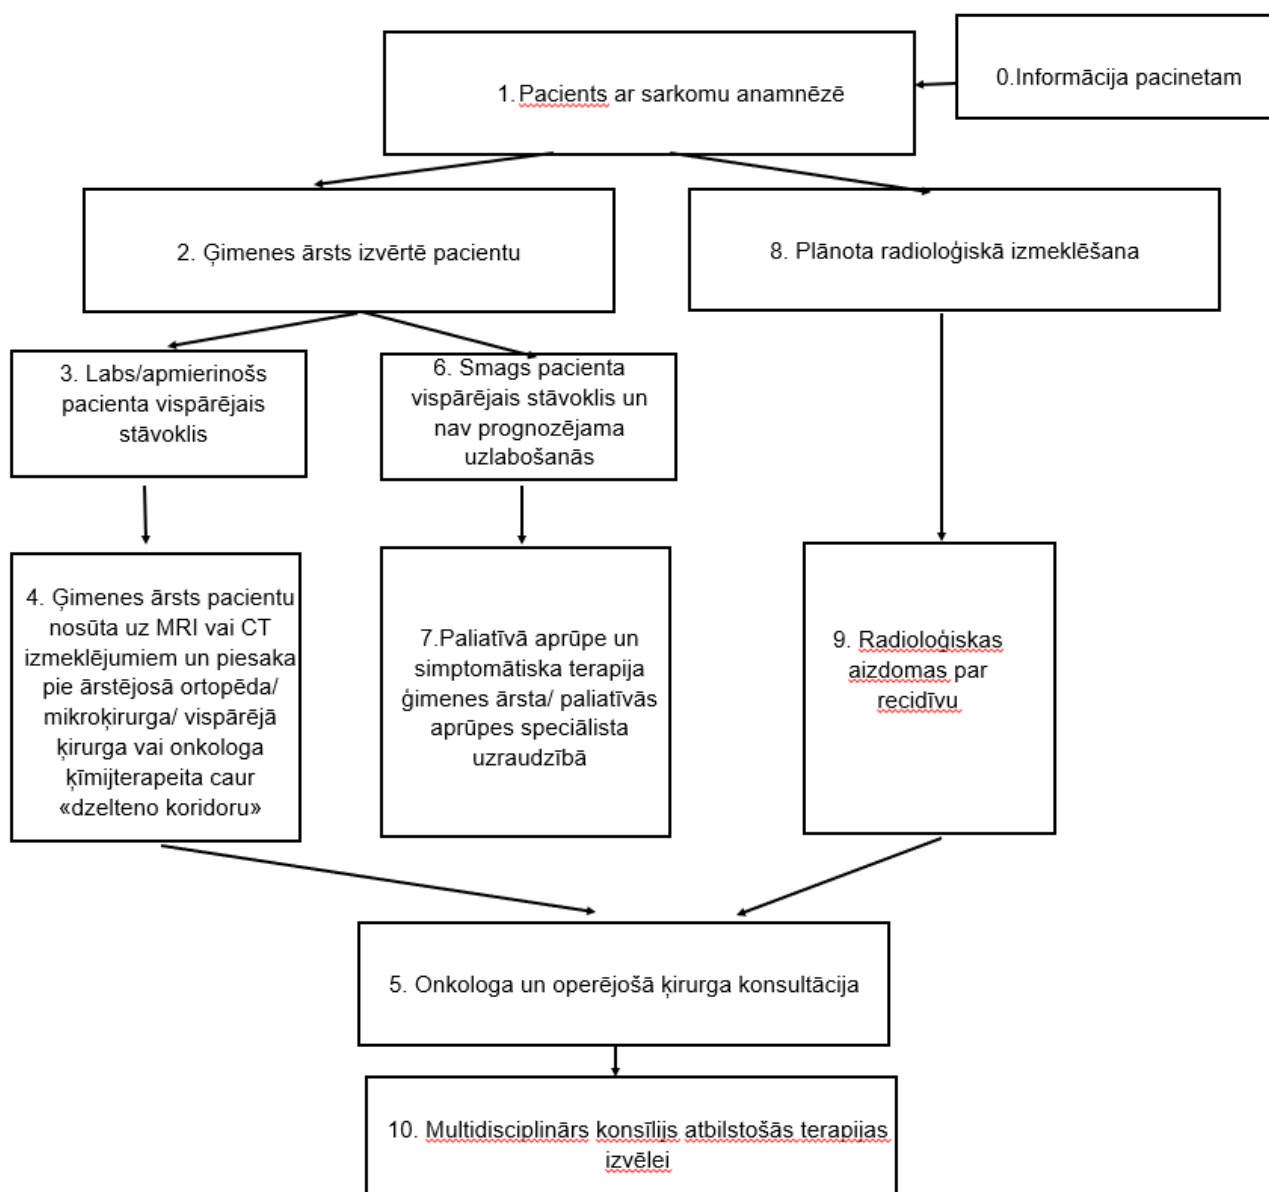 0.Informācija pacinetam
1. Pacients ar sarkomu anamnēzē
2. Ģimenes ārsts izvērtē pacientu
8. Plānota radioloģiskā izmeklēšana
3. Labs/apmierinošs
pacienta vispārējais
stāvoklis
6. Smags pacienta
vispārējais stāvoklis un
nav prognozējama
uzlabošanās
4. Ģimenes ārsts pacientu
nosūta uz MRI vai CT
izmeklējumiem un piesaka
pie ārstējosā ortopēda/
mikroķirurga/ vispārējā
ķirurga vai onkologa
ķīmijterapeita caur
«dzelteno koridoru»
7.Paliatīvā aprūpe un
simptomātiska terapija
ģimenes ārsta/ paliatīvās
aprūpes speciālista
uzraudzībā
9. Radioloģiskas
aizdomas par
recidīvu
5. Onkologa un operējošā ķirurga konsultācija
10. Multidisciplinārs konsīlijs atbilstošās terapijas
izvēlei